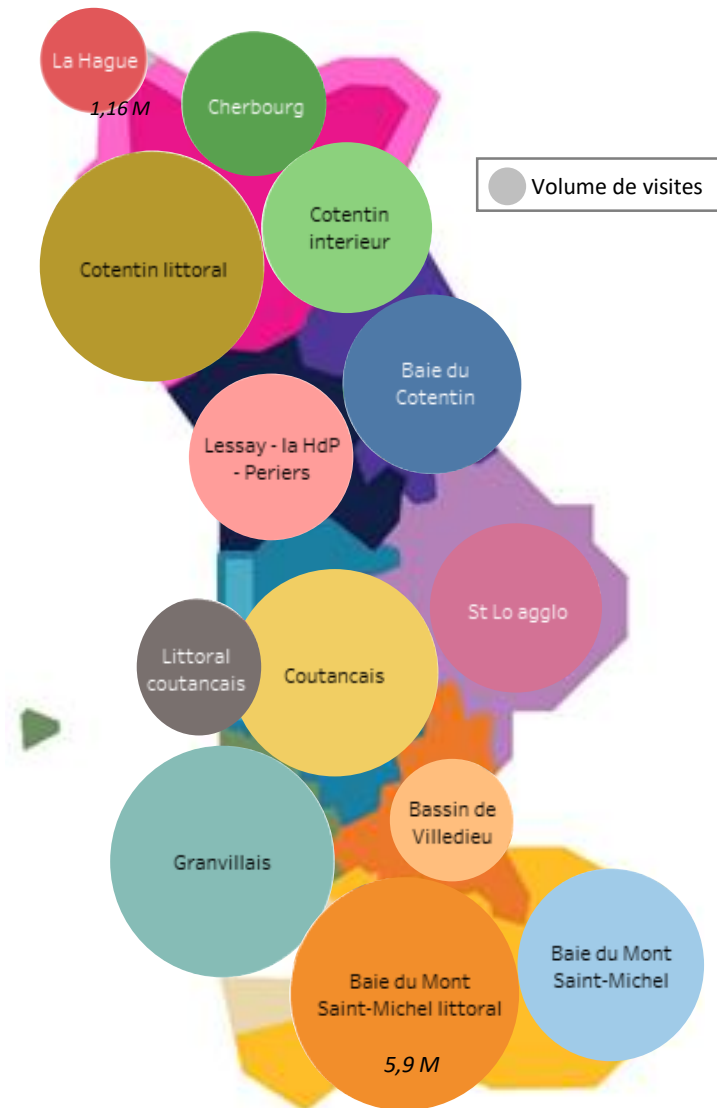 La Hague
1,16 M
Cherbourg
Volume de visites
Cotentin
interieur
Cotentin littoral
Baie du
Cotentin
Lessay - la HdP
- Periers
St Lo agglo
Littoral
coutancais
Coutancais
Bassin de
Villedieu
Granvillais
Baie du Mont
Saint-Michel
Baie du Mont
Saint-Michel littoral
5,9 M